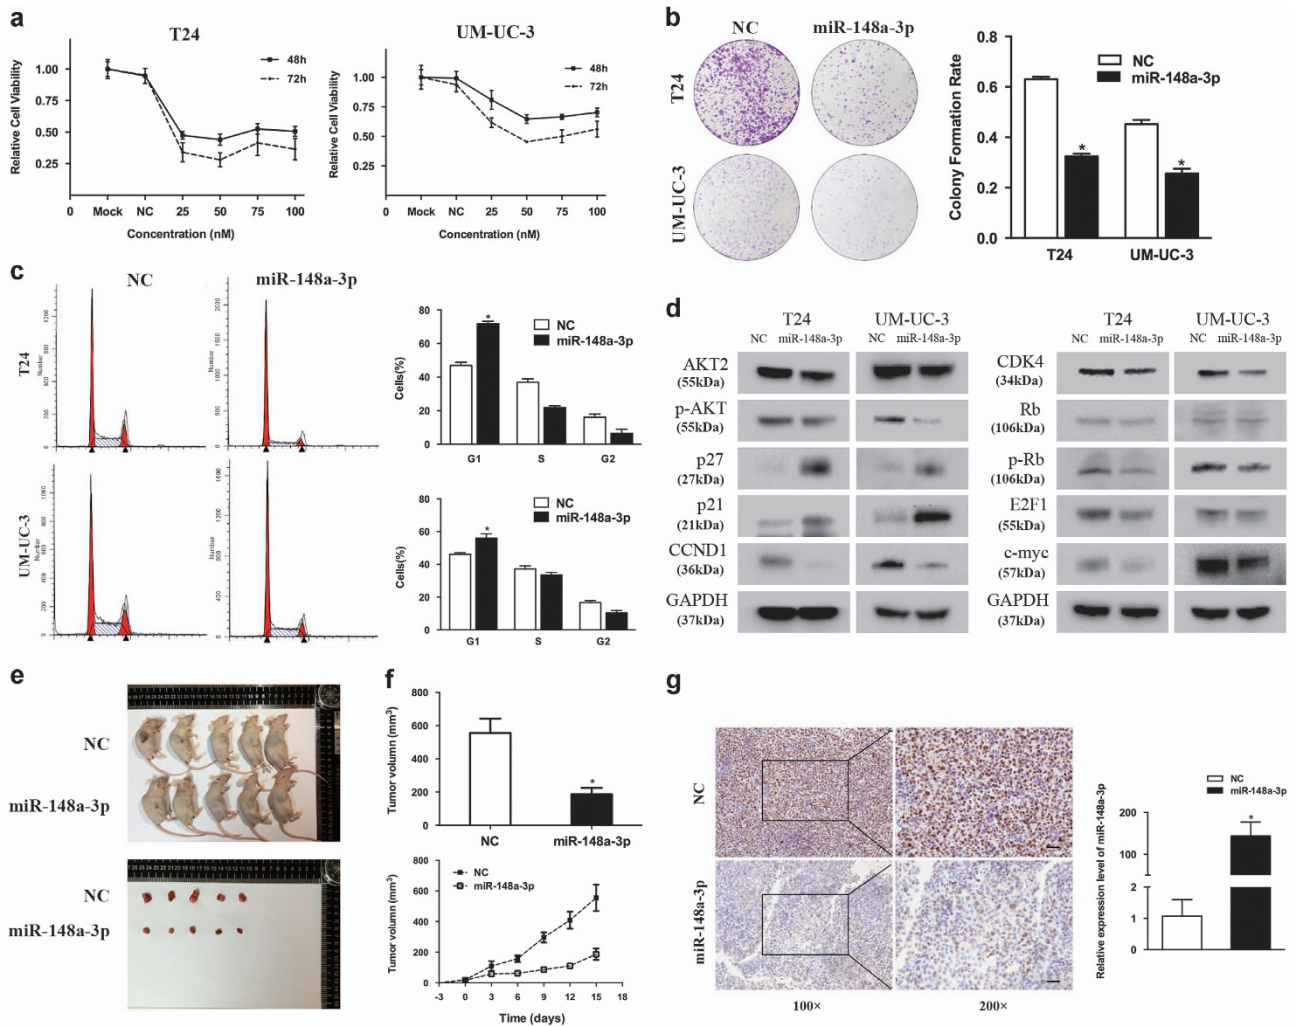 a
T24
UM-UC-3
Relative Cell Viability
1.00
0.75
0.50
0.25
48h
72h
0 Mock NC 25 50 75 100
Concentration (nM)
Relative Cell Viability
1.00
0.75
0.50
0.25
48h
72h
0 Mock NC 25 50 75 100
Concentration (nM)
b
NC miR-148a-3p
T24
UM-UC-3
Colony Formation Rate
0.8
0.6
0.4
0.2
0.0
NC
miR-148a-3p
* *
T24 UM-UC-3
c
NC miR-148a-3p
T24
UM-UC-3
Number
Number
Number
Number
Cells(%)
80
60
40
20
0
*
NC
miR-148a-3p
G1 S G2
Cells(%)
80
60
40
20
0
*
NC
miR-148a-3p
G1 S G2
d
T24 UM-UC-3
NC miR-148a-3p NC miR-148a-3p
AKT2
(55kDa)
p-AKT
(55kDa)
p27
(27kDa)
p21
(21kDa)
CCND1
(36kDa)
GAPDH
(37kDa)
T24 UM-UC-3
NC miR-148a-3p NC miR-148a-3p
CDK4
(34kDa)
Rb
(106kDa)
p-Rb
(106kDa)
E2F1
(55kDa)
c-myc
(57kDa)
GAPDH
(37kDa)
e
NC
miR-148a-3p
NC
miR-148a-3p
f
Tumor volumn (mm³)
800
600
400
200
0
*
NC miR-148a-3p
Tumor volumn (mm³)
800
600
400
200
0
NC
miR-148a-3p
-3 0 3 6 9 12 15 18
Time (days)
g
NC
miR-148a-3p
100× 200×
Relative expression level of miR-148a-3p
NC
miR-148a-3p
200
150
100
2
1
0
*